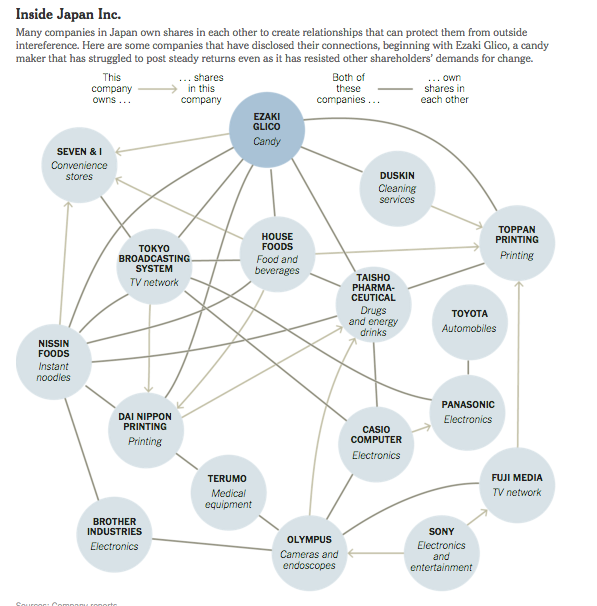 Inside Japan Inc.
Many companies in Japan own shares in each other to create relationships that can protect them from outside
intereference. Here are some companies that have disclosed their connections, beginning with Ezaki Glico, a candy
maker that has struggled to post steady returns even as it has resisted other shareholders' demands for change.
This
company
owns ...
... shares
in this
company
Both of
these
companies ...
... own
shares in
each other
EZAKI
GLICO
Candy
SEVEN & I
Convenience
stores
DUSKIN
Cleaning
services
TOPPAN
PRINTING
Printing
HOUSE
FOODS
Food and
beverages
TOKYO
BROADCASTING
SYSTEM
TV network
TAISHO
PHARMA-
CEUTICAL
Drugs
and energy
drinks
TOYOTA
Automobiles
NISSIN
FOODS
Instant
noodles
PANASONIC
Electronics
DAI NIPPON
PRINTING
Printing
CASIO
COMPUTER
Electronics
TERUMO
Medical
equipment
FUJI MEDIA
TV network
BROTHER
INDUSTRIES
Electronics
OLYMPUS
Cameras and
endoscopes
SONY
Electronics
and
entertainment
Sources: Company reports